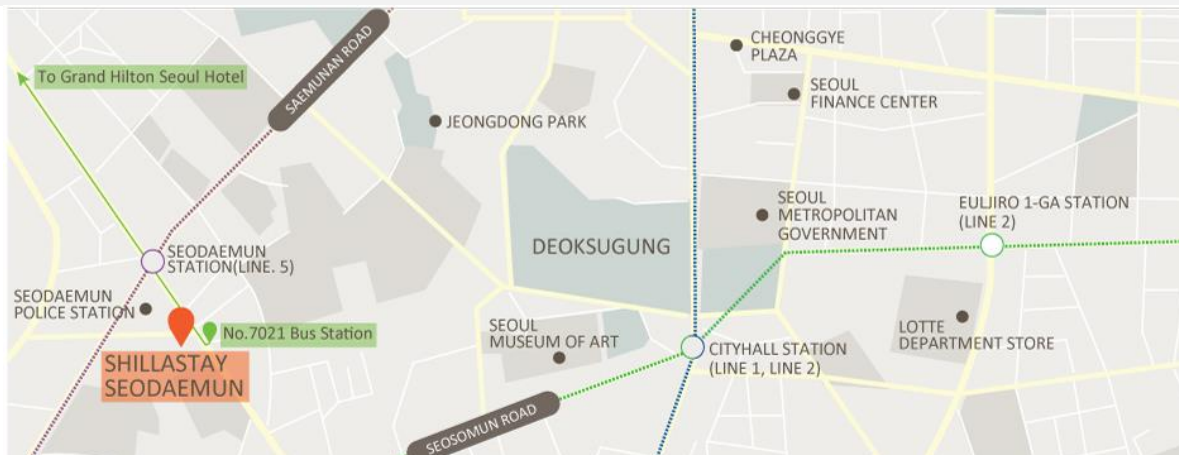 To Grand Hilton Seoul Hotel
SAEMUNAN ROAD
JEONGDONG PARK
CHEONGGYE
PLAZA
SEOUL
FINANCE CENTER
SEODAEMUN
STATION(LINE. 5)
DEOKSUGUNG
SEOUL
METROPOLITAN
GOVERNMENT
EULJIRO 1-GA STATION
(LINE 2)
SEODAEMUN
POLICE STATION
No.7021 Bus Station
SHILLASTAY
SEODAEMUN
SEOUL
MUSEUM OF ART
CITYHALL STATION
(LINE 1, LINE 2)
LOTTE
DEPARTMENT STORE
SEOSOMUN ROAD